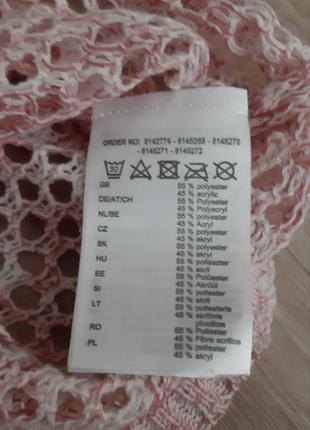 ORDER NO: 8142774 - 8145268 - 8145270
- 8145271 - 8145272
30
GB 55 % polyester
45 % acrylic
DE/AT/CH 55 % Polyester
45 % Polyacryl
NL/BE 55 % polyester
45 % Acryl
CZ 55 % polyester
45 % akryl
SK 55 % polyester
45 % akryl
HU 55 % poliészter
45 % akril
EE 55 % Polüester
45 % Akrüül
SI 55 % poliester
45 % akril
LT 55 % poliesteris
45 % akrilinis
pluoštas
RO 55 % Poliester
45 % Fibre acrilice
PL 55 % poliester
45 % akryl